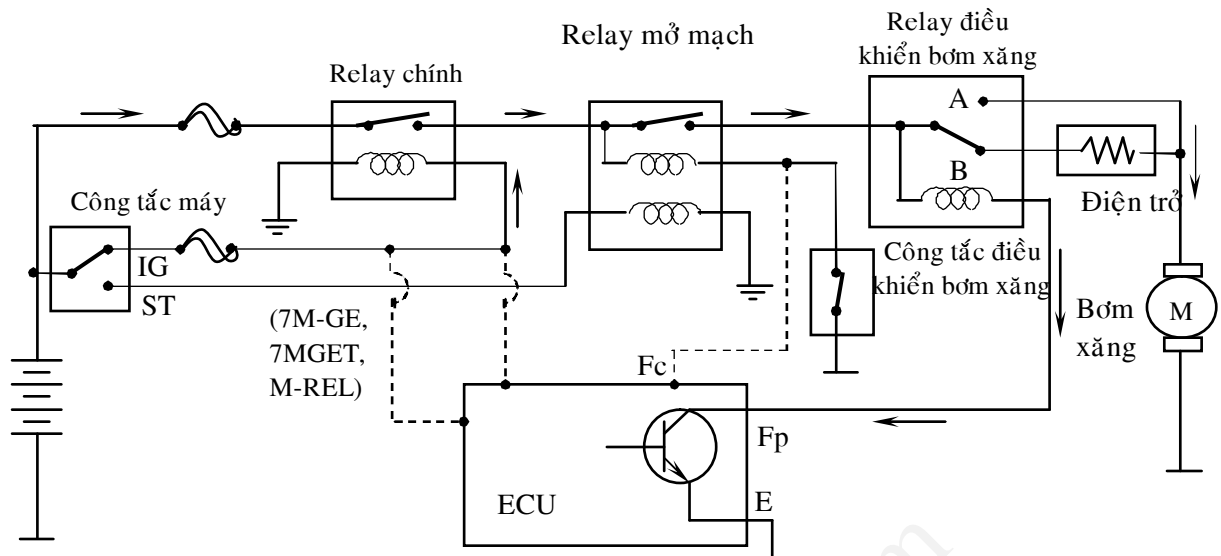 Relay điều
khiển bơm xăng
Relay mở mạch
Relay chính
A
B
Điện trở
Công tắc máy
IG
ST
Công tắc điều
khiển bơm xăng
(7M-GE,
7MGET,
M-REL)
Bơm
xăng
M
Fc
Fp
E
ECU
m